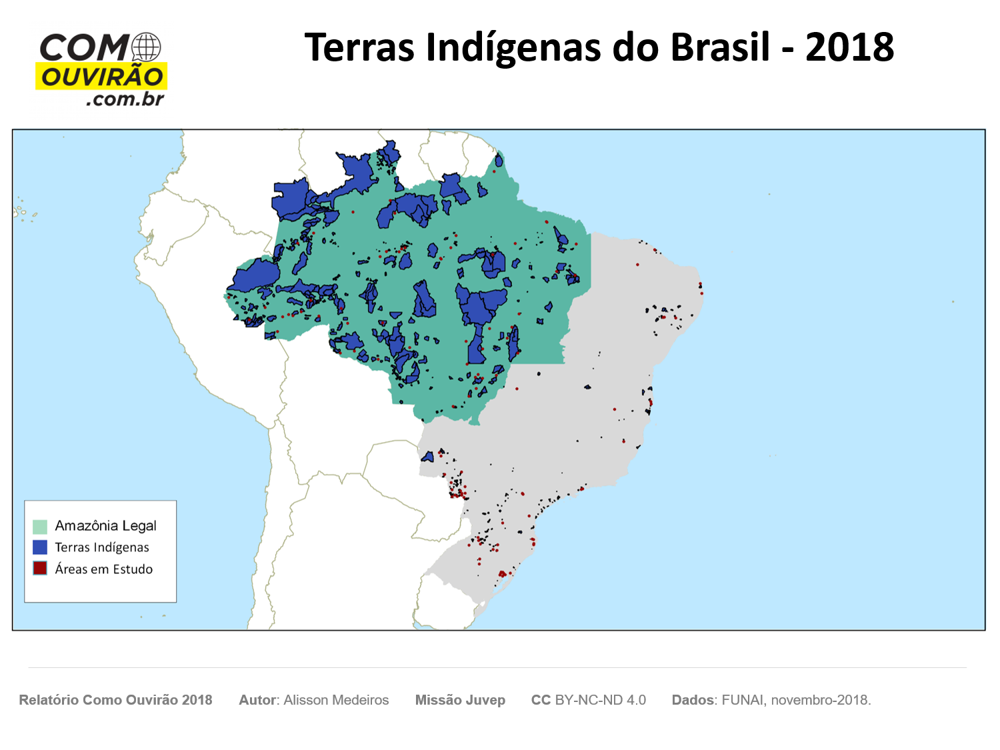 COMO
OUVIRÃO
.com.br
Terras Indígenas do Brasil - 2018
Amazônia Legal
Terras Indígenas
Áreas em Estudo
Relatório Como Ouvirão 2018 Autor: Alisson Medeiros Missão Juvep CC BY-NC-ND 4.0 Dados: FUNAI, novembro-2018.